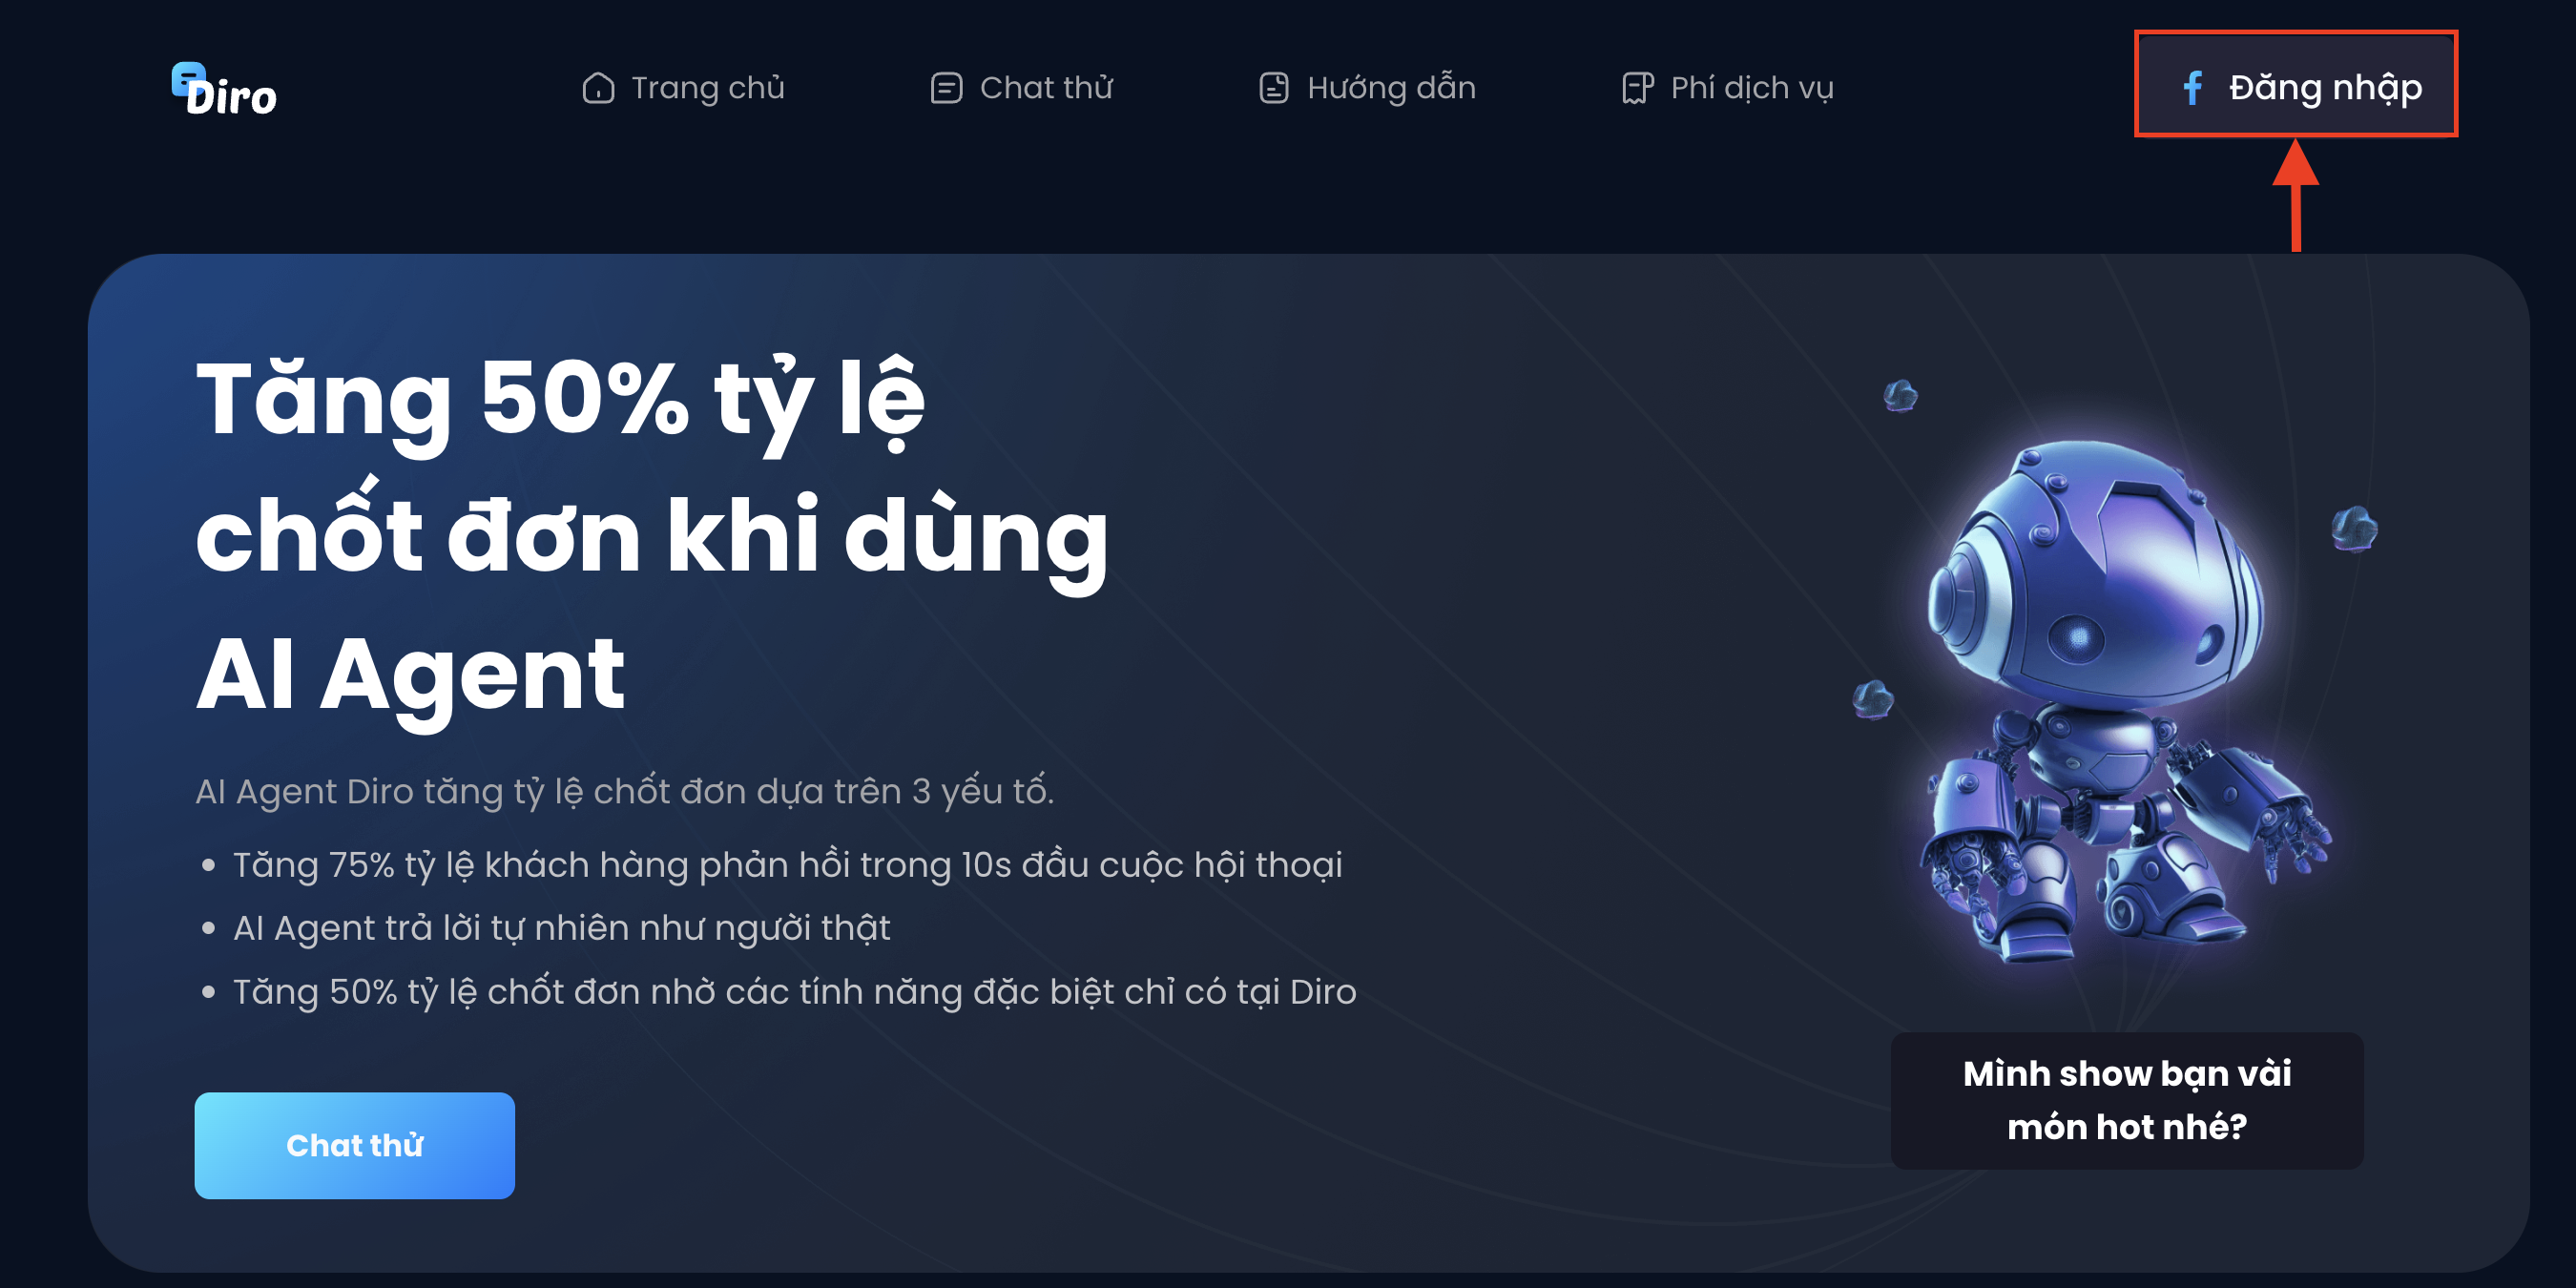 Diro
Trang chủ
Chat thử
Hướng dẫn
Phí dịch vụ
Đăng nhập
Tăng 50% tỷ lệ
chốt đơn khi dùng
AI Agent
AI Agent Diro tăng tỷ lệ chốt đơn dựa trên 3 yếu tố.
• Tăng 75% tỷ lệ khách hàng phản hồi trong 10s đầu cuộc hội thoại
• AI Agent trả lời tự nhiên như người thật
• Tăng 50% tỷ lệ chốt đơn nhờ các tính năng đặc biệt chỉ có tại Diro
Chat thử
Mình show bạn vài
món hot nhé?